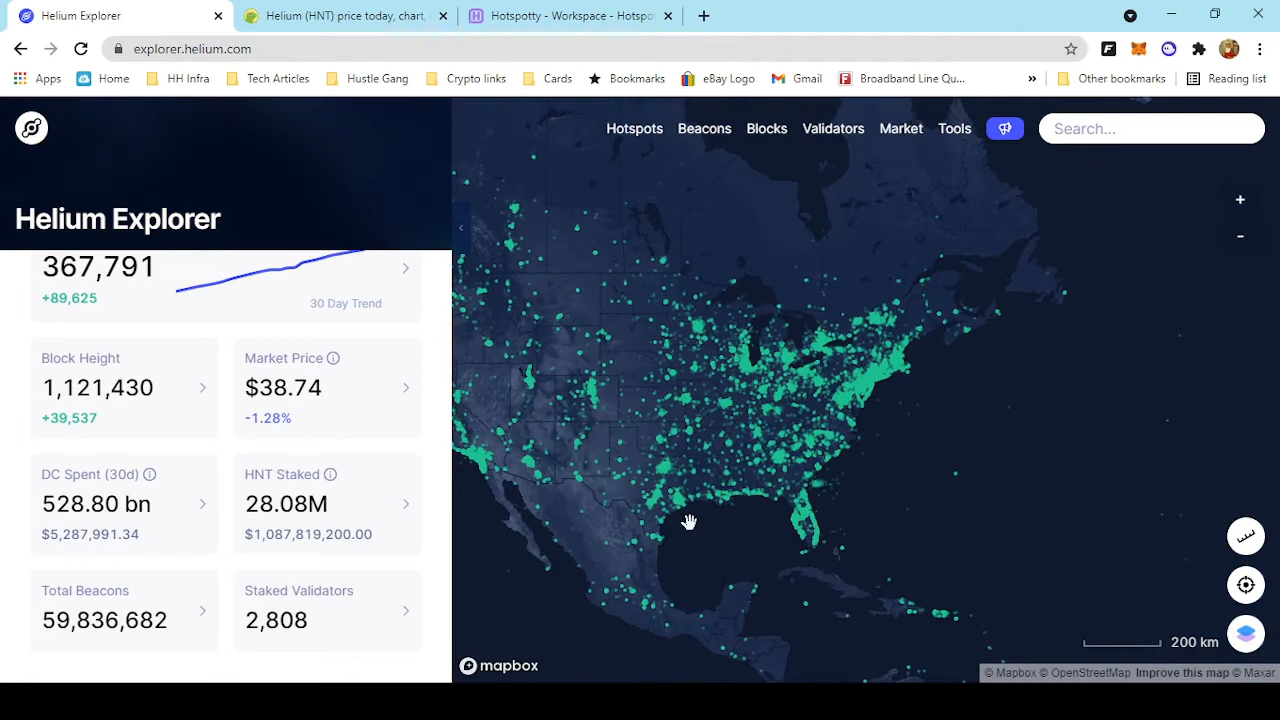 Helium Explorer
Helium (HNT) price today, chart,
Hotspotty - Workspace - Hotspo
explorer.helium.com
Apps
Home
HH Infra
Tech Articles
Hustle Gang
Crypto links
Cards
Bookmarks
eBay Logo
Gmail
Broadband Line Qu...
»
Other bookmarks
Reading list
Hotspots
Beacons
Blocks
Validators
Market
Tools
Search...
Helium Explorer
367,791
+89,625
30 Day Trend
Block Height
1,121,430
+39,537
Market Price
$38.74
-1.28%
DC Spent (30d)
528.80 bn
$5,287,991.34
HNT Staked
28.08M
$1,087,819,200.00
Total Beacons
59,836,682
Staked Validators
2,808
+
-
200 km
mapbox
© Mapbox © OpenStreetMap Improve this map © Maxar